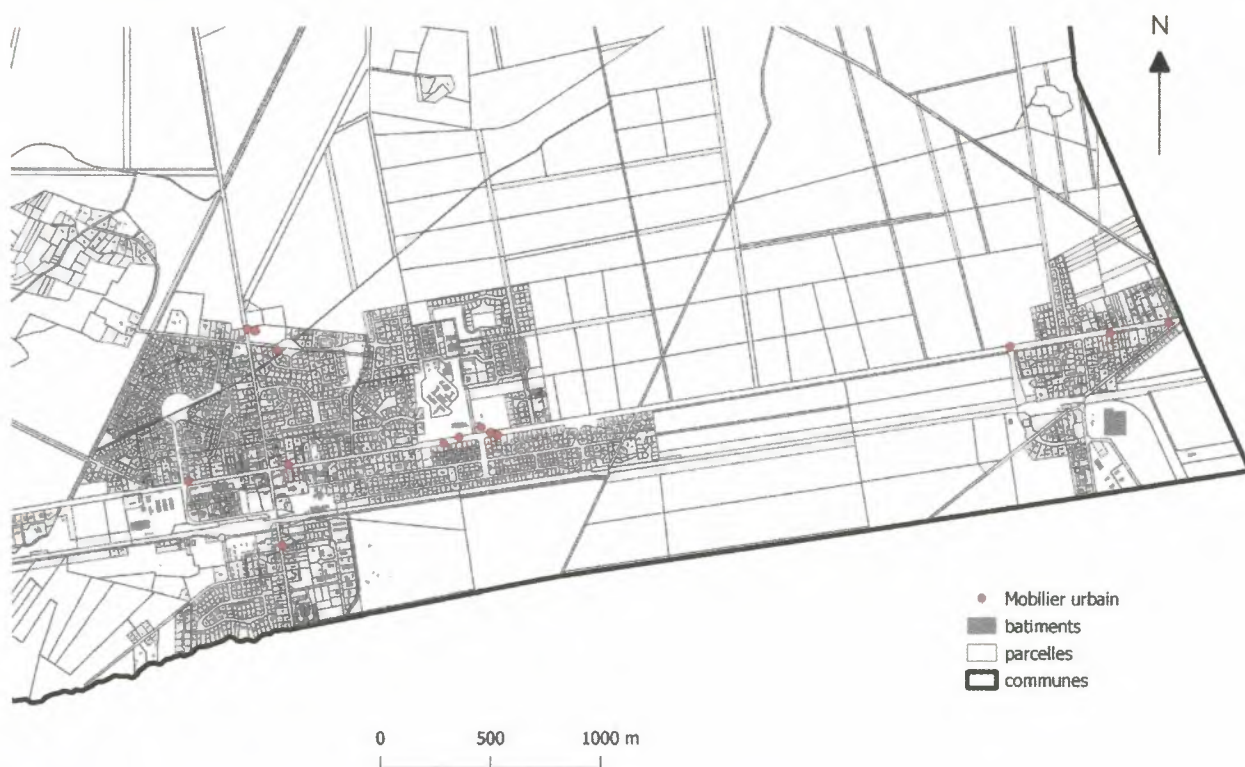 N
Mobilier urbain
batiments
parcelles
communes
0 500 1000 m